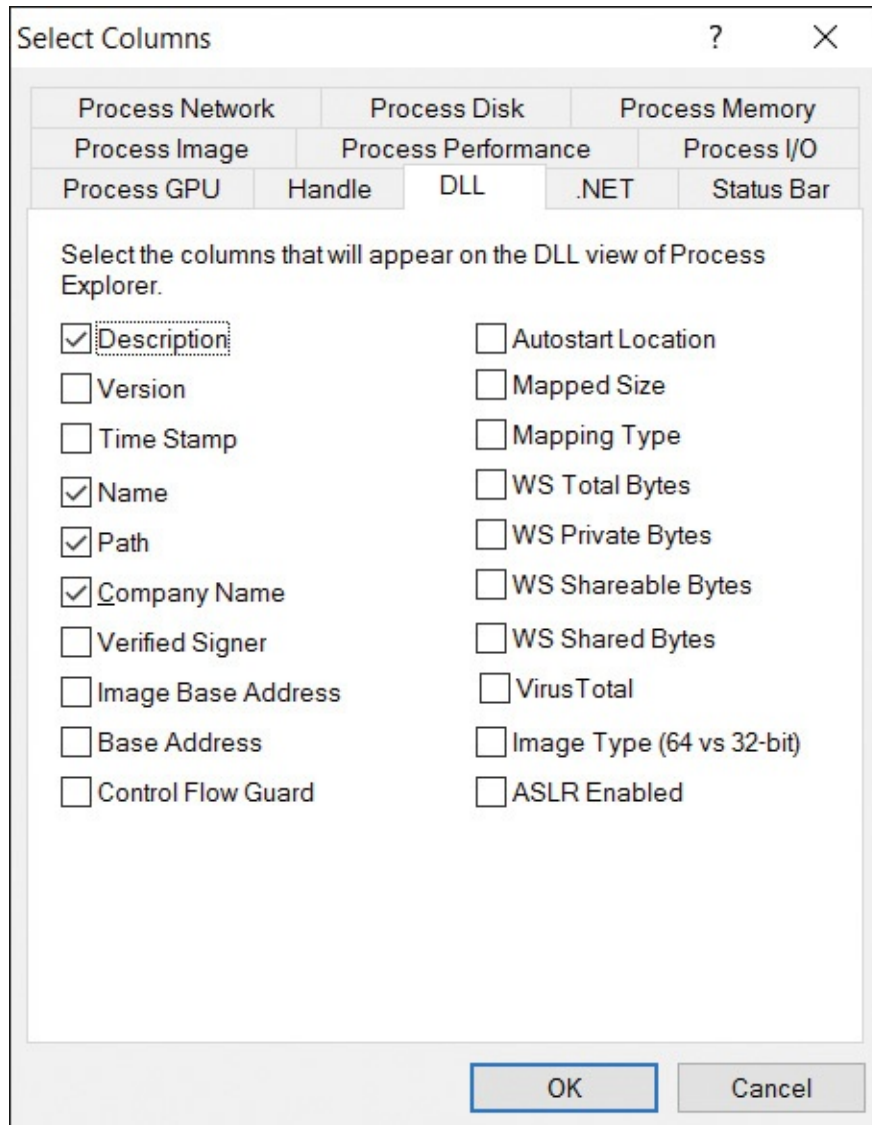 Select Columns
?
Process Network
Process Disk
Process Memory
Process Image
Process Performance
Process I/O
Process GPU
Handle
DLL
.NET
Status Bar
Select the columns that will appear on the DLL view of Process
Explorer.
Description
Version
Time Stamp
Name
Path
Company Name
Verified Signer
Image Base Address
Base Address
Control Flow Guard
Autostart Location
Mapped Size
Mapping Type
WS Total Bytes
WS Private Bytes
WS Shareable Bytes
WS Shared Bytes
VirusTotal
Image Type (64 vs 32-bit)
ASLR Enabled
OK
Cancel